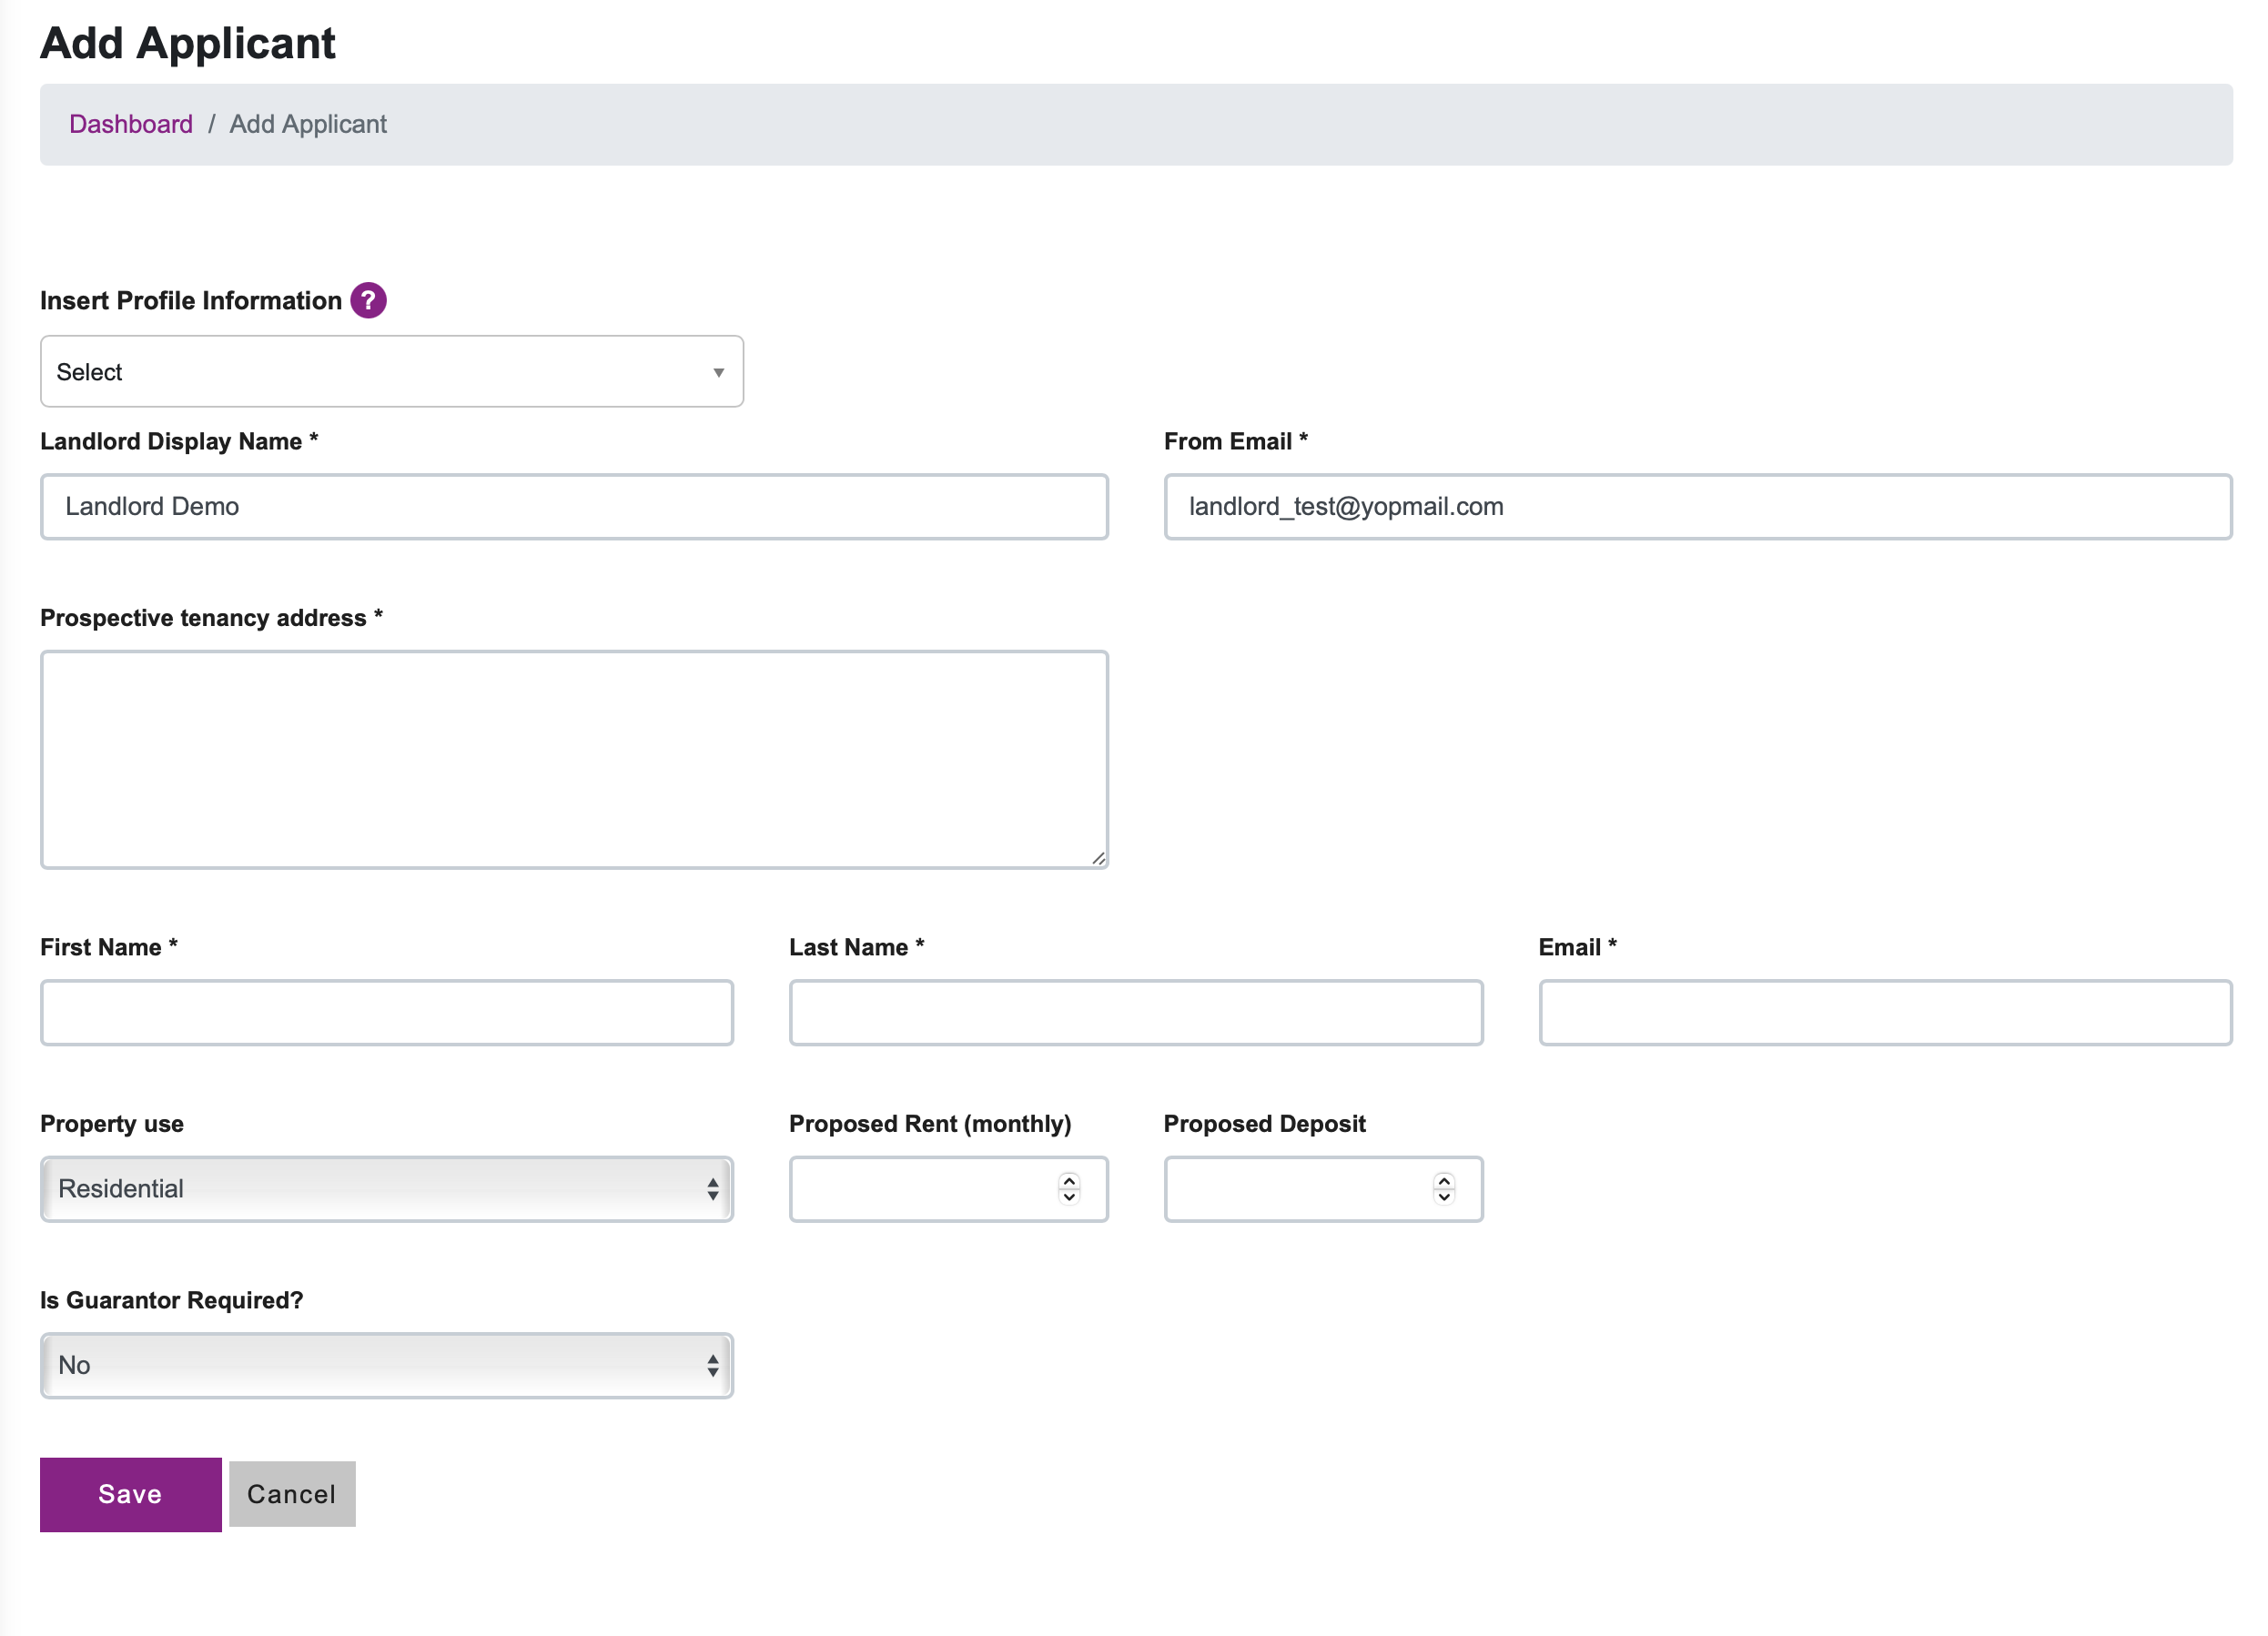 Add Applicant
Dashboard / Add Applicant
Insert Profile Information ?
Select
Landlord Display Name * From Email *
Landlord Demo landlord_test@yopmail.com
Prospective tenancy address *
First Name * Last Name * Email *
Property use Proposed Rent (monthly) Proposed Deposit
Residential
Is Guarantor Required?
No
Save Cancel